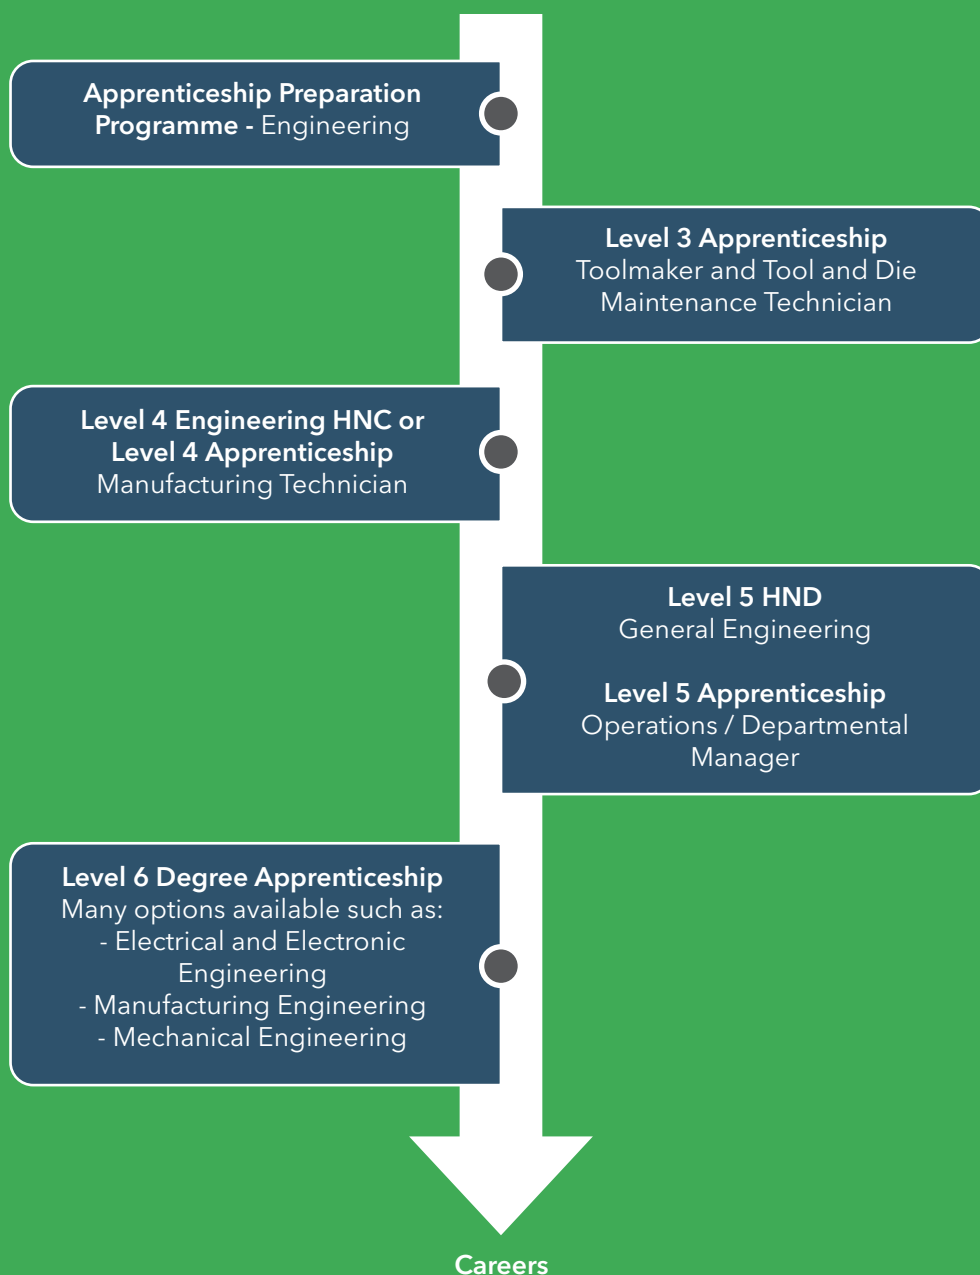 Apprenticeship Preparation
Programme - Engineering
Level 3 Apprenticeship
Toolmaker and Tool and Die
Maintenance Technician
Level 4 Engineering HNC or
Level 4 Apprenticeship
Manufacturing Technician
Level 5 HND
General Engineering
Level 5 Apprenticeship
Operations / Departmental
Manager
Level 6 Degree Apprenticeship
Many options available such as:
- Electrical and Electronic
Engineering
- Manufacturing Engineering
- Mechanical Engineering
Careers